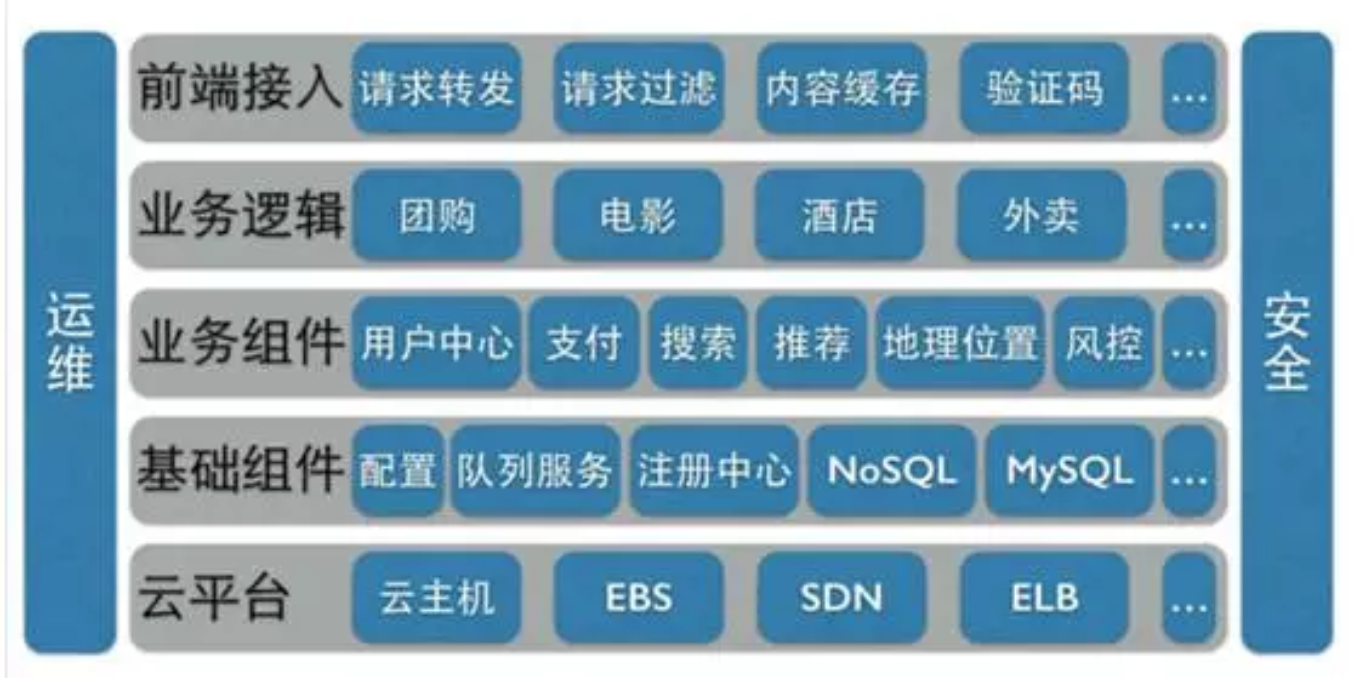 运维
前端接入 请求转发 请求过滤 内容缓存 验证码 ...
业务逻辑 团购 电影 酒店 外卖 ...
业务组件 用户中心 支付 搜索 推荐 地理位置 风控 ...
基础组件 配置 队列服务 注册中心 NoSQL MySQL ...
云平台 云主机 EBS SDN ELB ...
安全